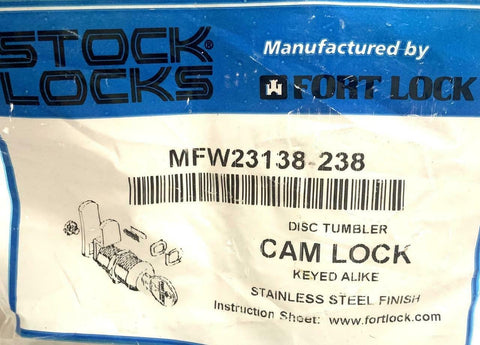 STOCK®
LOCKS
Manufactured by
FORT LOCK
MFW23138-238
DISC TUMBLER
CAM LOCK
KEYED ALIKE
STAINLESS STEEL FINISH
Instruction Sheet: www.fortlock.com